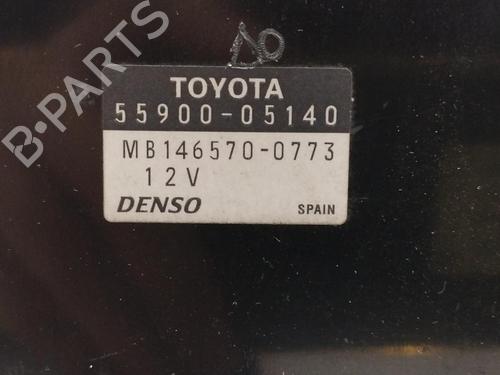 TOYOTA
55900-05140
MB146570-0773
12V
DENSO SPAIN
B-PARTS